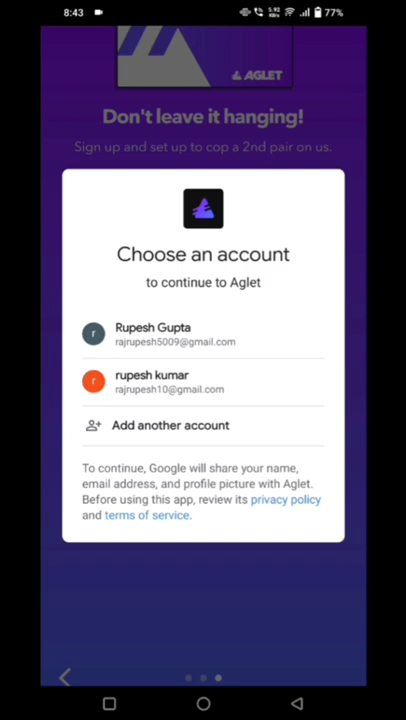 8:43
5.92
KB/s
77%
AGLET
Don't leave it hanging!
Sign up and set up to cop a 2nd pair on us.
Choose an account
to continue to Aglet
r
Rupesh Gupta
rajrupesh5009@gmail.com
r
rupesh kumar
rajrupesh10@gmail.com
Add another account
To continue, Google will share your name,
email address, and profile picture with Aglet.
Before using this app, review its privacy policy
and terms of service.